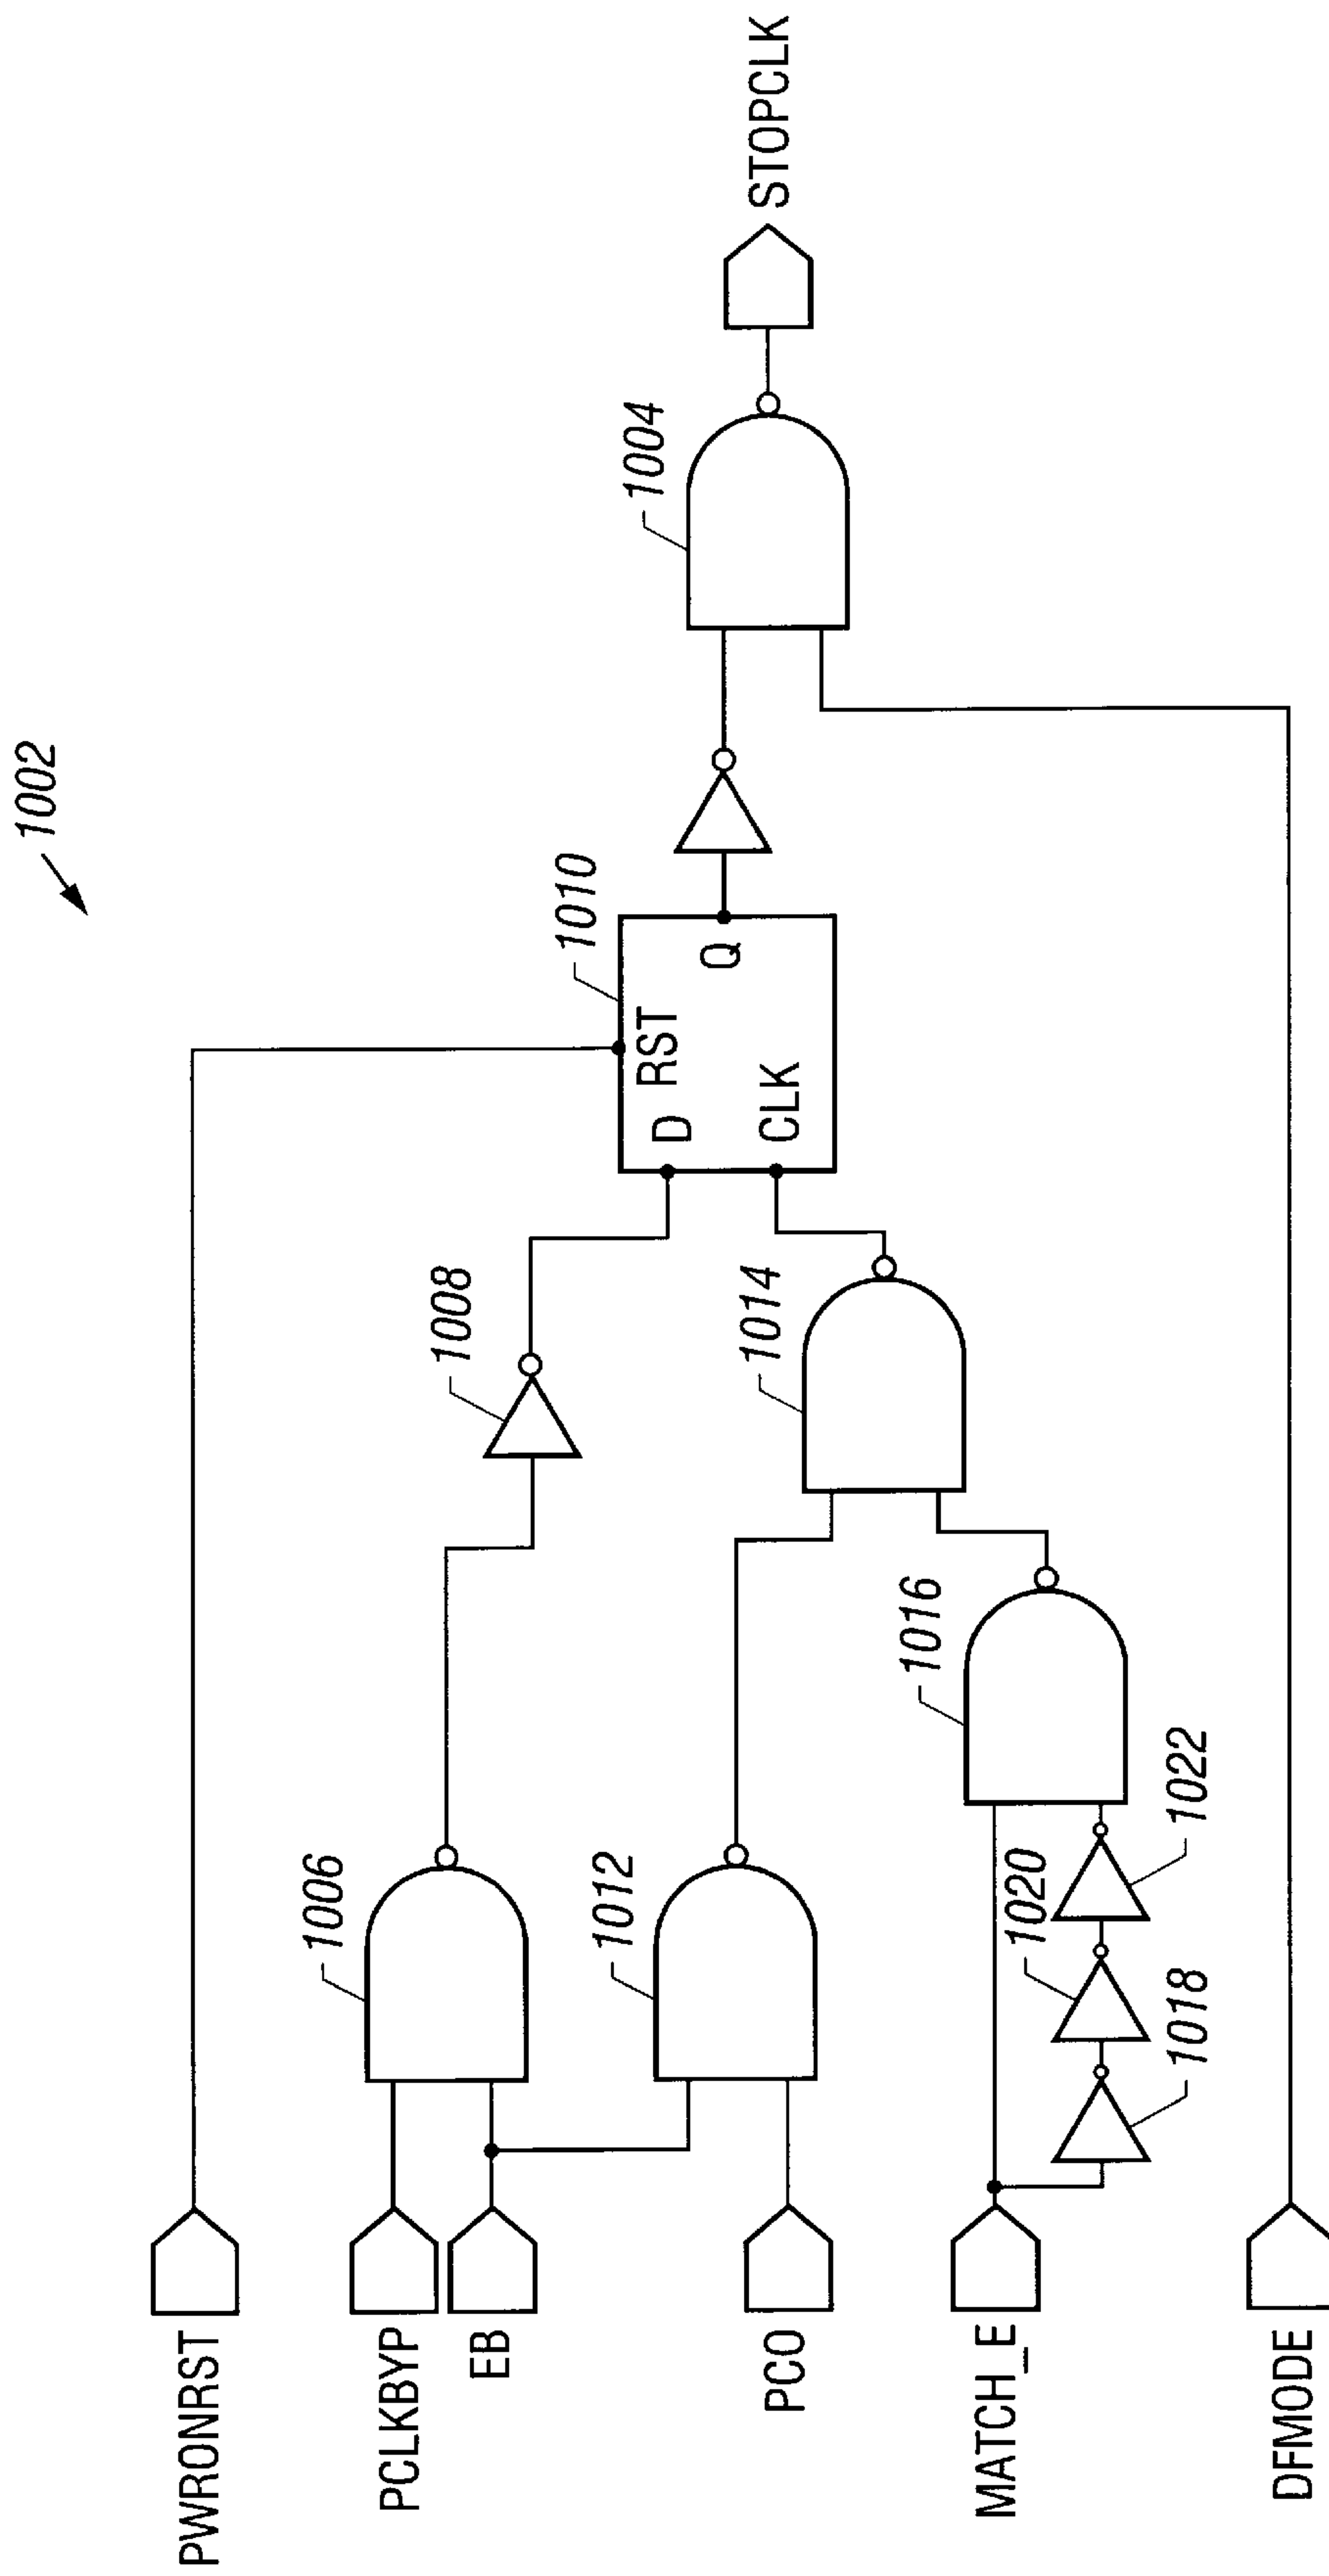 1002
PWRONRST
PCLKBYP
EB
PCO
MATCH_E
DFMODE
1006
1012
1008
1016
1020
1018
1022
1014
1010
D
RST
CLK
Q
1004
STOPCLK